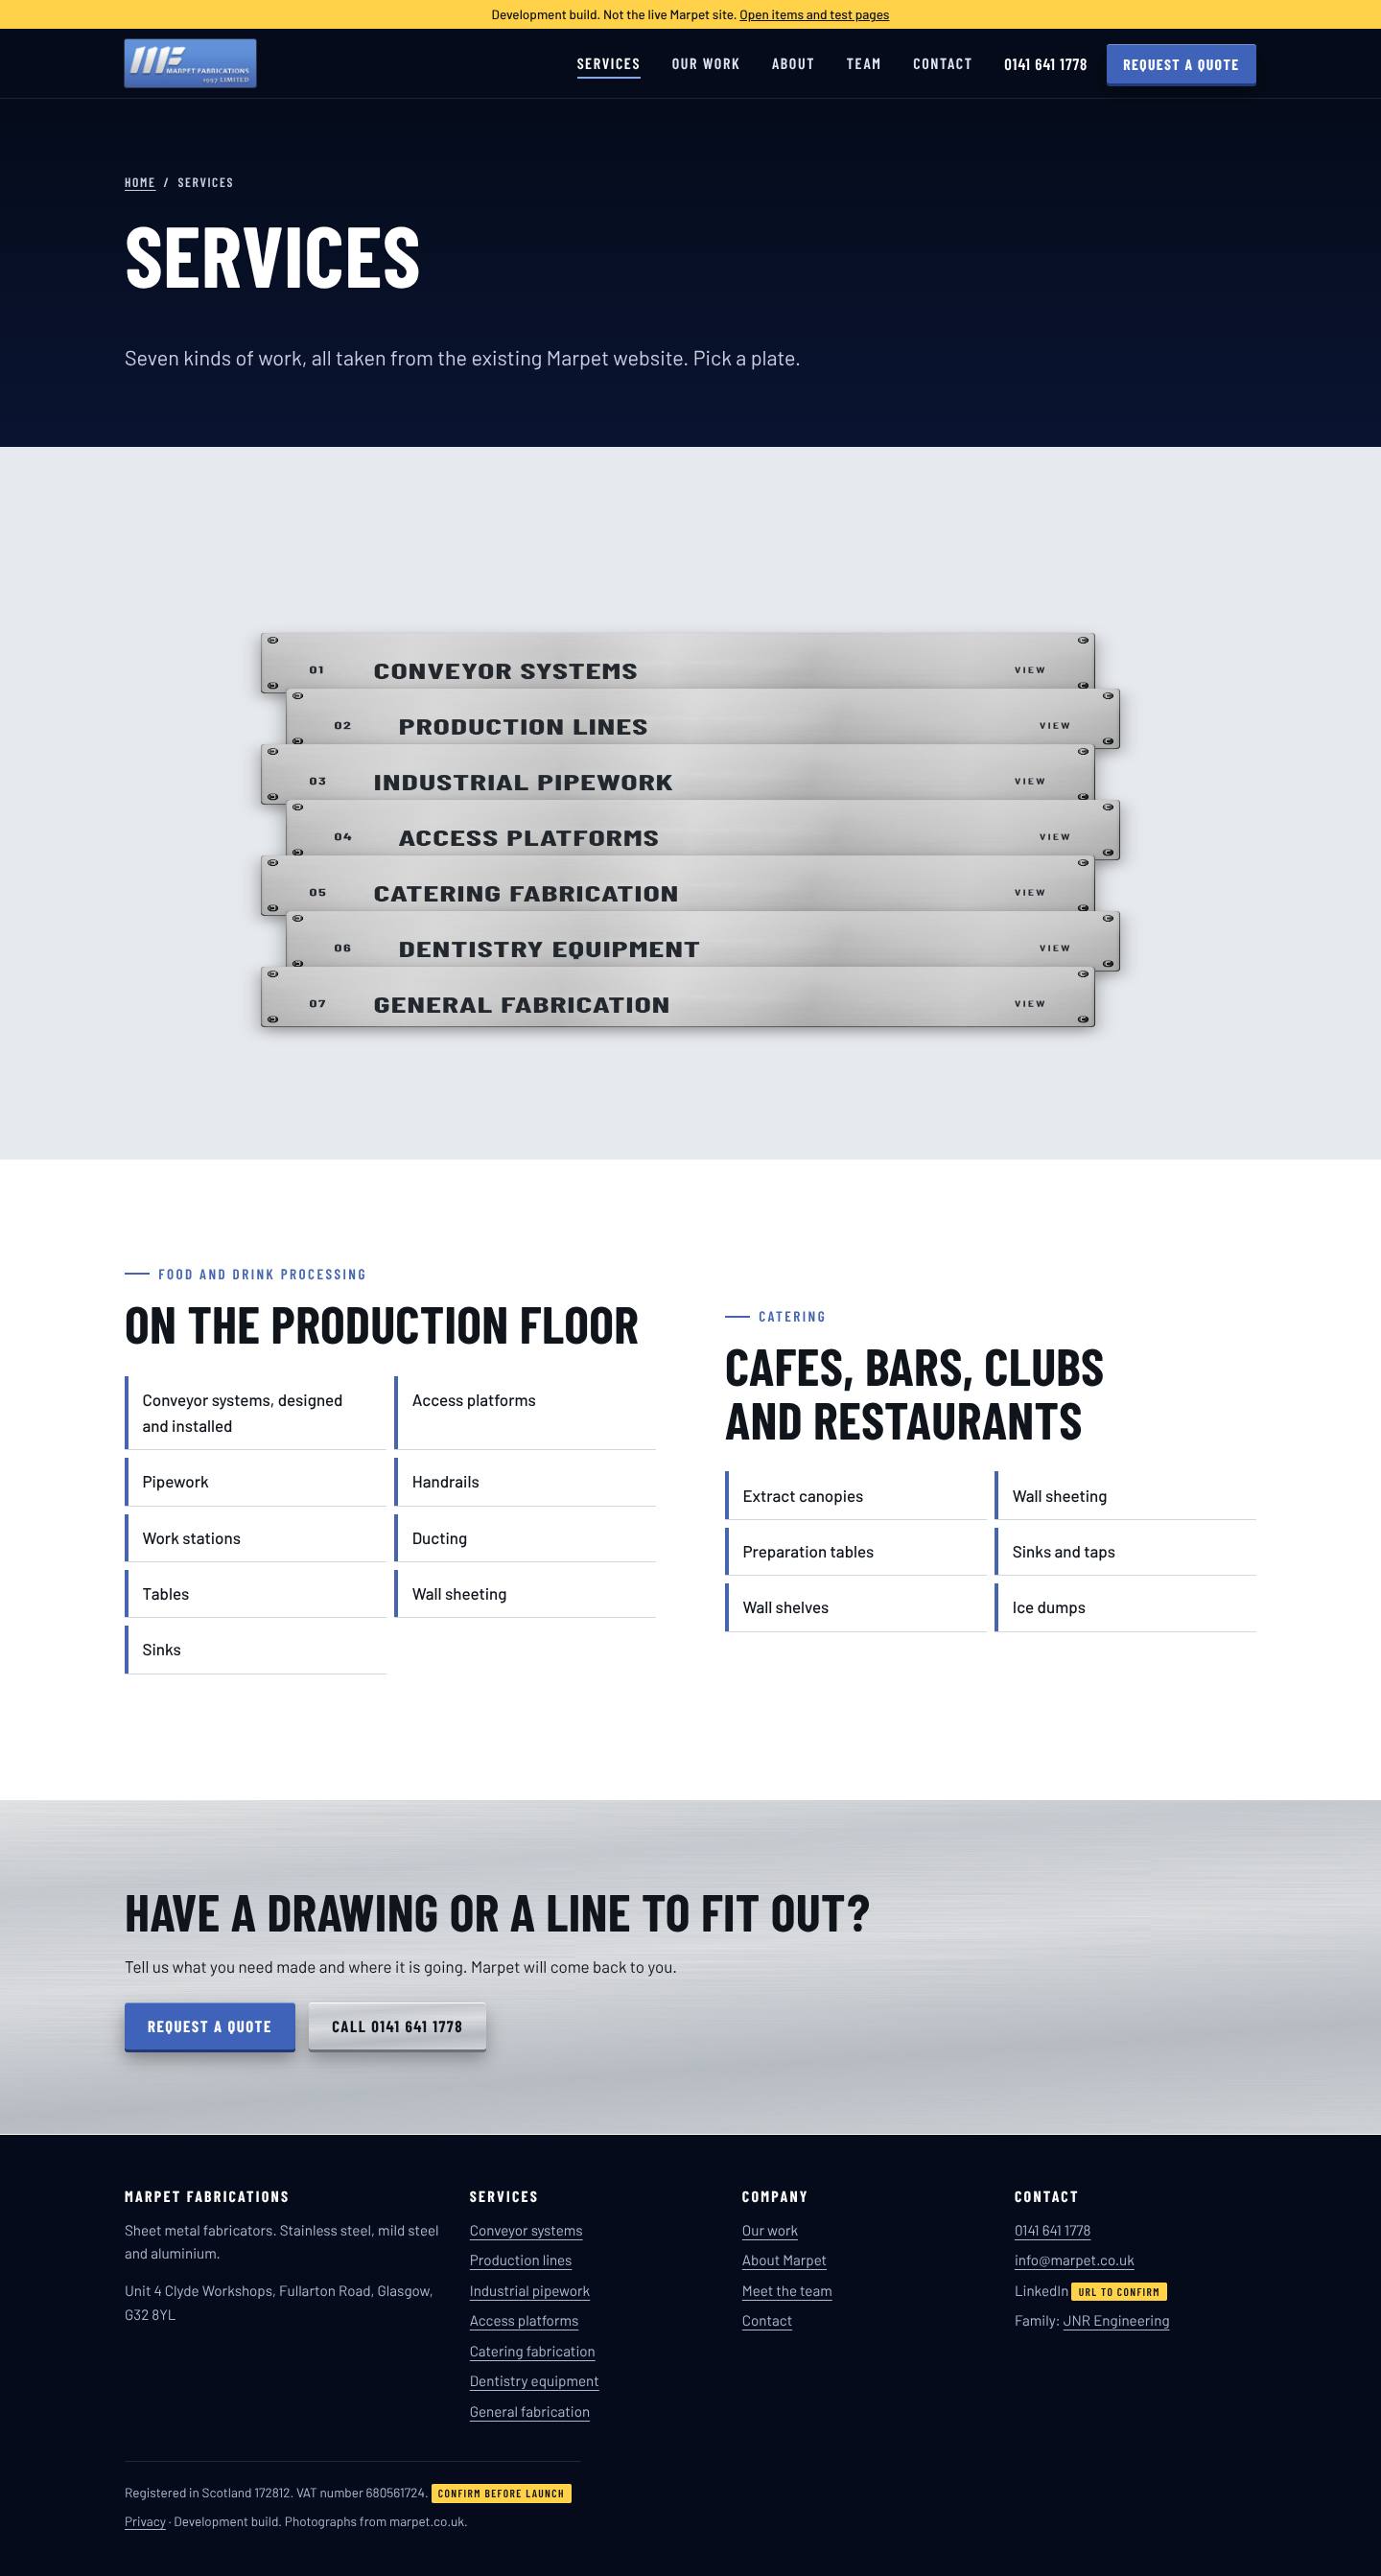 Development build. Not the live Marpet site. Open items and test pages
MF MARPET FABRICATIONS
1997 LIMITED
SERVICES OUR WORK ABOUT TEAM CONTACT 0141 641 1778 REQUEST A QUOTE
HOME / SERVICES
SERVICES
Seven kinds of work, all taken from the existing Marpet website. Pick a plate.
01 CONVEYOR SYSTEMS VIEW
02 PRODUCTION LINES VIEW
03 INDUSTRIAL PIPEWORK VIEW
04 ACCESS PLATFORMS VIEW
05 CATERING FABRICATION VIEW
06 DENTISTRY EQUIPMENT VIEW
07 GENERAL FABRICATION VIEW
FOOD AND DRINK PROCESSING
ON THE PRODUCTION FLOOR
Conveyor systems, designed
and installed
Access platforms
Pipework
Handrails
Work stations
Ducting
Tables
Wall sheeting
Sinks
CATERING
CAFES, BARS, CLUBS
AND RESTAURANTS
Extract canopies
Wall sheeting
Preparation tables
Sinks and taps
Wall shelves
Ice dumps
HAVE A DRAWING OR A LINE TO FIT OUT?
Tell us what you need made and where it is going. Marpet will come back to you.
REQUEST A QUOTE CALL 0141 641 1778
MARPET FABRICATIONS
Sheet metal fabricators. Stainless steel, mild steel
and aluminium.
Unit 4 Clyde Workshops, Fullarton Road, Glasgow,
G32 8YL
SERVICES
Conveyor systems
Production lines
Industrial pipework
Access platforms
Catering fabrication
Dentistry equipment
General fabrication
COMPANY
Our work
About Marpet
Meet the team
Contact
CONTACT
0141 641 1778
info@marpet.co.uk
LinkedIn URL TO CONFIRM
Family: JNR Engineering
Registered in Scotland 172812. VAT number 680561724. CONFIRM BEFORE LAUNCH
Privacy · Development build. Photographs from marpet.co.uk.